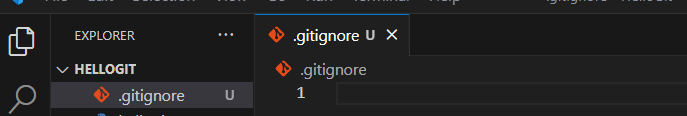 EXPLORER ...
HELLOGIT
.gitignore U
.gitignore U ×
.gitignore
1